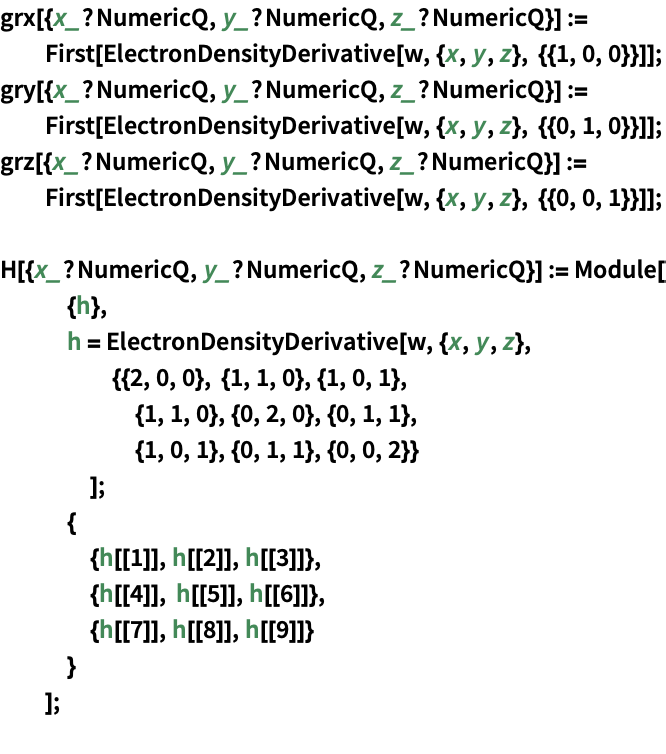 grx[{x_?NumericQ, y_?NumericQ, z_?NumericQ}] :=
First[ElectronDensityDerivative[w, {x, y, z}, {{1, 0, 0}}]];
gry[{x_?NumericQ, y_?NumericQ, z_?NumericQ}] :=
First[ElectronDensityDerivative[w, {x, y, z}, {{0, 1, 0}}]];
grz[{x_?NumericQ, y_?NumericQ, z_?NumericQ}] :=
First[ElectronDensityDerivative[w, {x, y, z}, {{0, 0, 1}}]];
H[{x_?NumericQ, y_?NumericQ, z_?NumericQ}] := Module[
{h},
h = ElectronDensityDerivative[w, {x, y, z},
{{2, 0, 0}, {1, 1, 0}, {1, 0, 1},
{1, 1, 0}, {0, 2, 0}, {0, 1, 1},
{1, 0, 1}, {0, 1, 1}, {0, 0, 2}}
];
{
{h[[1]], h[[2]], h[[3]]},
{h[[4]], h[[5]], h[[6]]},
{h[[7]], h[[8]], h[[9]]}
}
];